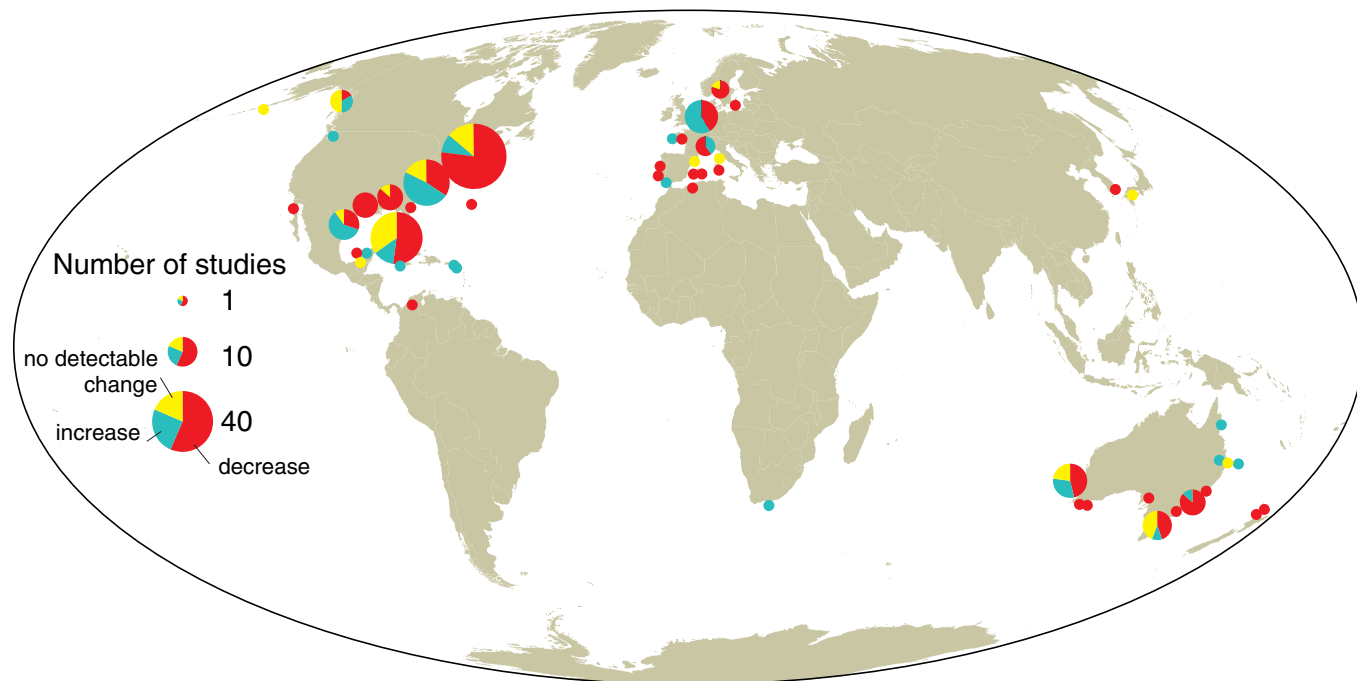 Number of studies
1
10
no detectable
change
40
increase
decrease